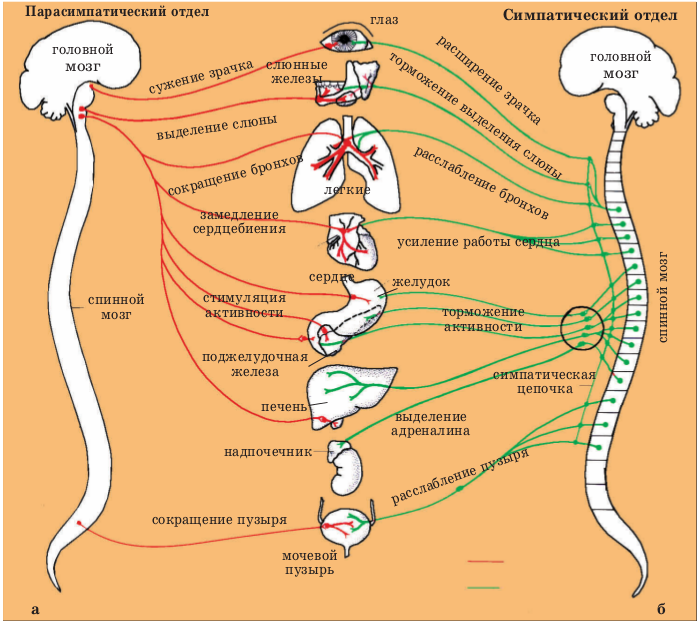 Парасимпатический отдел
Симпатический отдел
глаз
головной
мозг
головной
мозг
слюнные
железы
сужение зрачка
расширение зрачка
торможение выделения слюны
выделение слюны
расслабление бронхов
сокращение бронхов
легкие
замедление
сердцебиения
усиление работы сердца
сердце
желудок
спинной мозг
спинной
мозг
стимуляция
активности
торможение
активности
поджелудочная
железа
симпатическая
цепочка
печень
выделение
адреналина
надпочечник
расслабление пузыря
сокращение пузыря
мочевой
пузырь
а
б